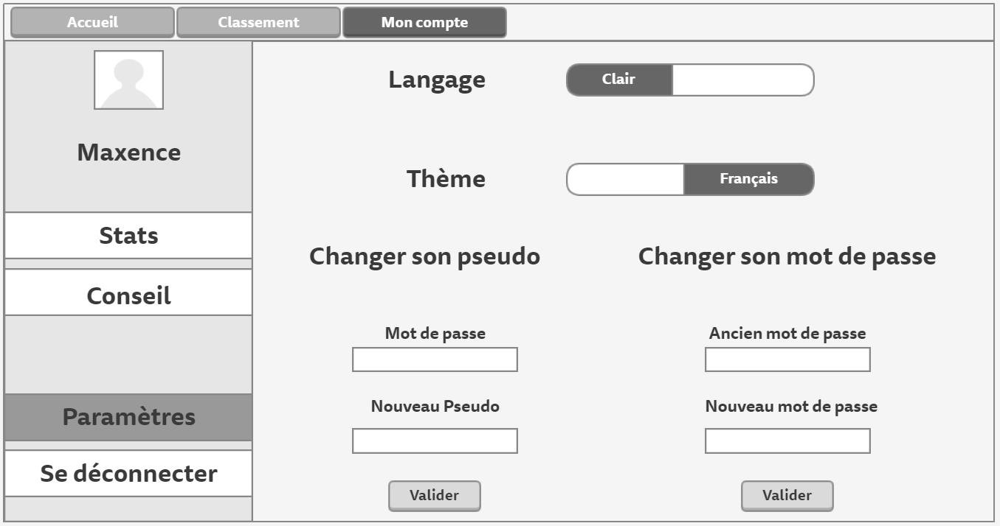 Accueil
Classement
Mon compte
Maxence
Stats
Conseil
Paramètres
Se déconnecter
Langage
Clair
Thème
Français
Changer son pseudo
Mot de passe
Nouveau Pseudo
Valider
Changer son mot de passe
Ancien mot de passe
Nouveau mot de passe
Valider